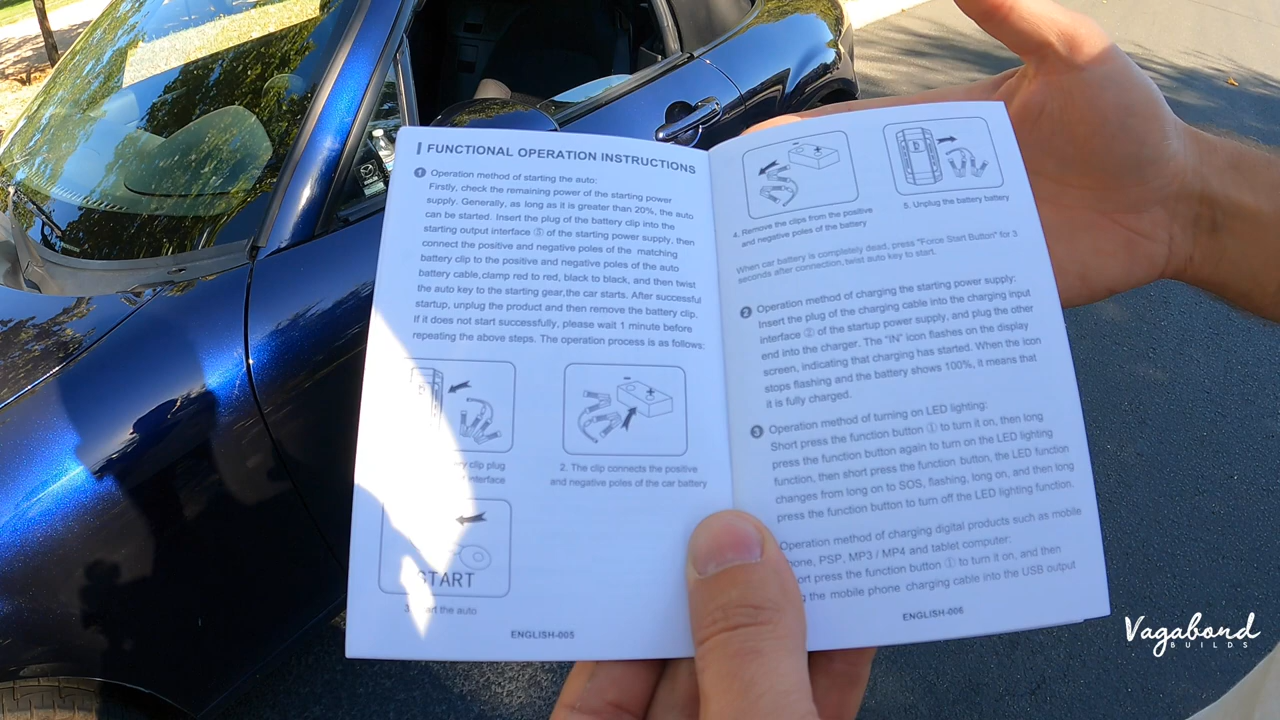 FUNCTIONAL OPERATION INSTRUCTIONS
1 Operation method of starting the auto:
Firstly, check the remaining power of the starting power
supply. Generally, as long as it is greater than 20%, the auto
can be started. Insert the plug of the battery clip into the
starting output interface ⑤ of the starting power supply, then
connect the positive and negative poles of the matching
battery clip to the positive and negative poles of the auto
battery cable,clamp red to red, black to black, and then twist
the auto key to the starting gear,the car starts. After successful
startup, unplug the product and then remove the battery clip.
If it does not start successfully, please wait 1 minute before
repeating the above steps. The operation process is as follows:
clip plug
interface
2. The clip connects the positive
and negative poles of the car battery
START
the auto
ENGLISH-005
4. Remove the clips from the positive
and negative poles of the battery
5. Unplug the battery battery
When car battery is completely dead, press "Force Start Button" for 3
seconds after connection, twist auto key to start.
2 Operation method of charging the starting power supply:
Insert the plug of the charging cable into the charging input
interface ② of the startup power supply, and plug the other
end into the charger. The "IN" icon flashes on the display
screen, indicating that charging has started. When the icon
stops flashing and the battery shows 100%, it means that
it is fully charged.
3 Operation method of turning on LED lighting:
Short press the function button ① to turn it on, then long
press the function button again to turn on the LED lighting
function, then short press the function button, the LED function
changes from long on to SOS, flashing, long on, and then long
press the function button to turn off the LED lighting function.
Operation method of charging digital products such as mobile
PSP, MP3 / MP4 and tablet computer:
press the function button ① to turn it on, and then
the mobile phone charging cable into the USB output
ENGLISH-006
Vagabond
BUILDS